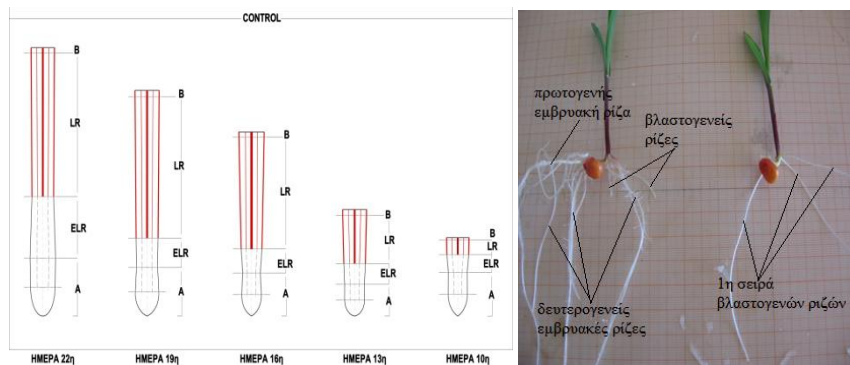 CONTROL
B
LR
ELR
A
B
LR
ELR
A
B
LR
ELR
A
B
LR
ELR
A
B
LR
ELR
A
ΗΜΕΡΑ 22η
ΗΜΕΡΑ 19η
ΗΜΕΡΑ 16η
ΗΜΕΡΑ 13η
ΗΜΕΡΑ 10η
πρωτογενής
εμβρυακή ρίζα
βλαστογενείς
ρίζες
δευτερογενείς
εμβρυακές ρίζες
1η σειρά
βλαστογενών ριζών